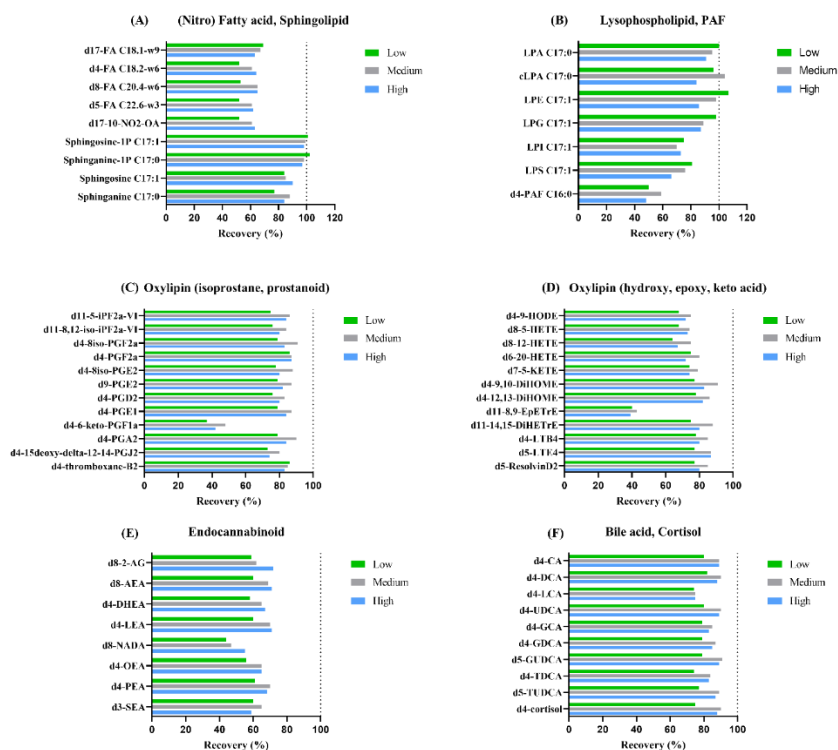 (A) (Nitro) Fatty acid, Sphingolipid
d17-FA C18.1-w9
d4-FA C18.2-w6
d8-FA C20.4-w6
d5-FA C22.6-w3
d17-10-NO2-OA
Sphingosine-1P C17:1
Sphinganine-1P C17:0
Sphingosine C17:1
Sphinganine C17:0
0 20 40 60 80 100 120
Recovery (%)
Low
Medium
High
(B) Lysophospholipid, PAF
LPA C17:0
cLPA C17:0
LPE C17:1
LPG C17:1
LPI C17:1
LPS C17:1
d4-PAF C16:0
0 20 40 60 80 100 120
Recovery (%)
Low
Medium
High
(C) Oxylipin (isoprostane, prostanoid)
d11-5-iPF2a-VI
d11-8,12-iso-iPF2a-VI
d4-8iso-PGF2a
d4-PGF2a
d4-8iso-PGE2
d9-PGE2
d4-PGD2
d4-PGE1
d4-6-keto-PGF1a
d4-PGA2
d4-15deoxy-delta-12-14-PGJ2
d4-thromboxane-B2
0 20 40 60 80 100
Recovery (%)
Low
Medium
High
(D) Oxylipin (hydroxy, epoxy, keto acid)
d4-9-HODE
d8-5-HETE
d8-12-HETE
d6-20-HETE
d7-5-KETE
d4-9,10-DiHOME
d4-12,13-DiHOME
d11-8,9-EpETrE
d11-14,15-DiHETrE
d4-LTB4
d5-LTE4
d5-ResolvinD2
0 20 40 60 80 100
Recovery (%)
Low
Medium
High
(E) Endocannabinoid
d8-2-AG
d8-AEA
d4-DHEA
d4-LEA
d8-NADA
d4-OEA
d4-PEA
d3-SEA
0 20 40 60 80 100
Recovery (%)
Low
Medium
High
(F) Bile acid, Cortisol
d4-CA
d4-DCA
d4-LCA
d4-UDCA
d4-GCA
d4-GDCA
d5-GUDCA
d4-TDCA
d5-TUDCA
d4-cortisol
0 20 40 60 80 100
Recovery (%)
Low
Medium
High